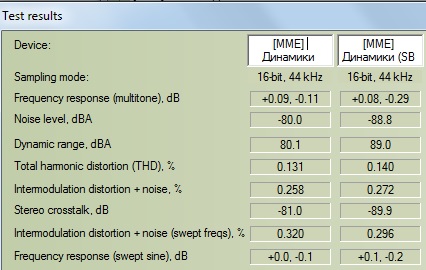 Test results
Device: [MME] [MME]
Динамики Динамики (SB
Sampling mode: 16-bit, 44 kHz 16-bit, 44 kHz
Frequency response (multitone), dB +0.09, -0.11 +0.08, -0.29
Noise level, dBA -80.0 -88.8
Dynamic range, dBA 80.1 89.0
Total harmonic distortion (THD), % 0.131 0.140
Intermodulation distortion + noise, % 0.258 0.272
Stereo crosstalk, dB -81.0 -89.9
Intermodulation distortion + noise (swept freqs), % 0.320 0.296
Frequency response (swept sine), dB +0.0, -0.1 +0.1, -0.2